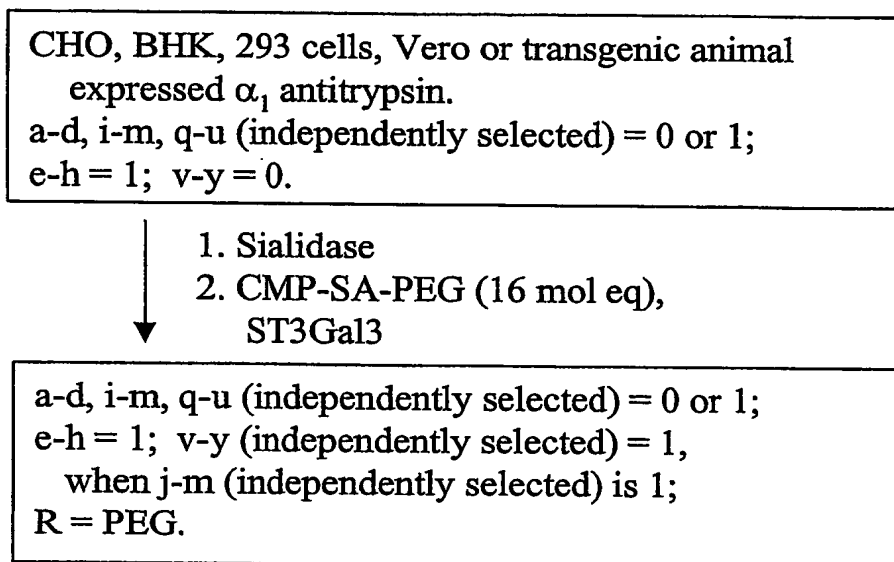 CHO, BHK, 293 cells, Vero or transgenic animal
expressed α₁ antitrypsin.
a-d, i-m, q-u (independently selected) = 0 or 1;
e-h = 1; v-y = 0.
1. Sialidase
2. CMP-SA-PEG (16 mol eq),
ST3Gal3
a-d, i-m, q-u (independently selected) = 0 or 1;
e-h = 1; v-y (independently selected) = 1,
when j-m (independently selected) is 1;
R = PEG.